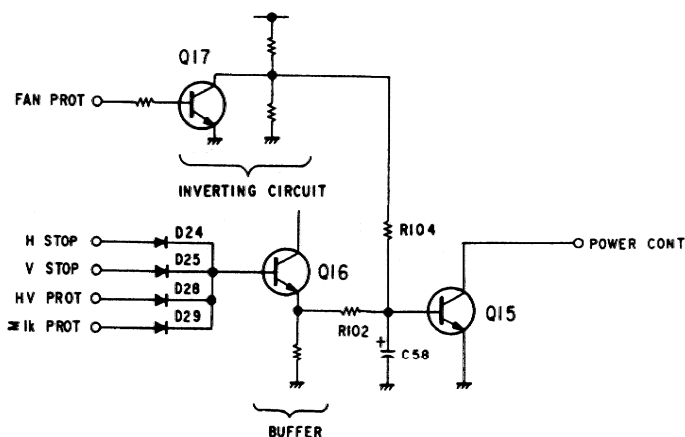 Q17
FAN PROT
INVERTING CIRCUIT
D24
H STOP
R104
POWER CONT
D25
V STOP
Q16
D28
HV PROT
Q15
D29
Ik PROT
R102
+
C58
BUFFER